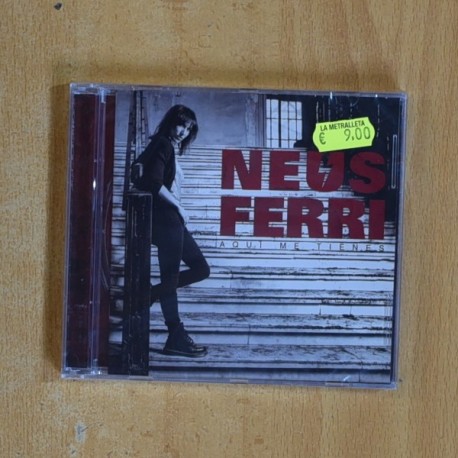 LA METRALLETA
€ 9,00
NEUS
FERRI
AQUÍ ME TIENES